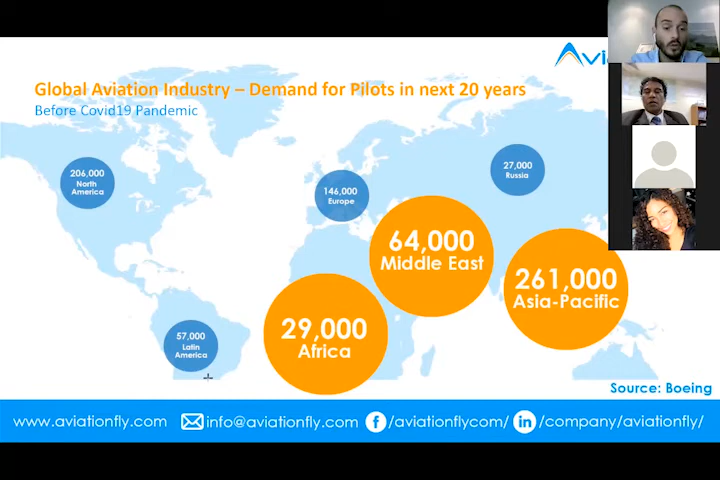 Avia
Global Aviation Industry – Demand for Pilots in next 20 years
Before Covid19 Pandemic
206,000
North
America
146,000
Europe
27,000
Russia
64,000
Middle East
261,000
Asia-Pacific
29,000
Africa
57,000
Latin
America
Source: Boeing
www.aviationfly.com info@aviationfly.com f /aviationflycom/ in /company/aviationfly/